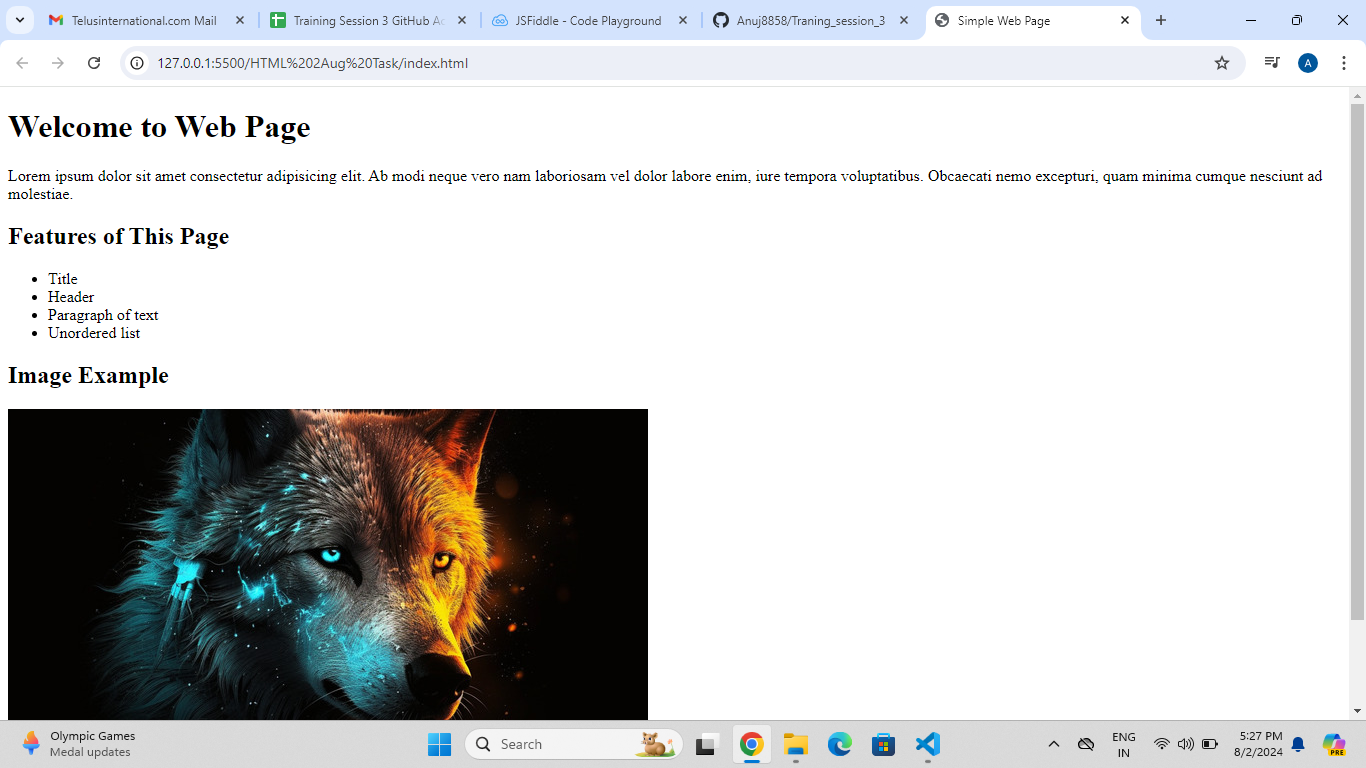 Telusinternational.com Mail
Training Session 3 GitHub Ac
JSFiddle - Code Playground
Anuj8858/Traning_session_3
Simple Web Page
127.0.0.1:5500/HTML%202Aug%20Task/index.html
A
Welcome to Web Page
Lorem ipsum dolor sit amet consectetur adipisicing elit. Ab modi neque vero nam laboriosam vel dolor labore enim, iure tempora voluptatibus. Obcaecati nemo excepturi, quam minima cumque nesciunt ad
molestiae.
Features of This Page
Title
Header
Paragraph of text
Unordered list
Image Example
Olympic Games
Medal updates
Search
ENG
IN
5:27 PM
8/2/2024
PRE